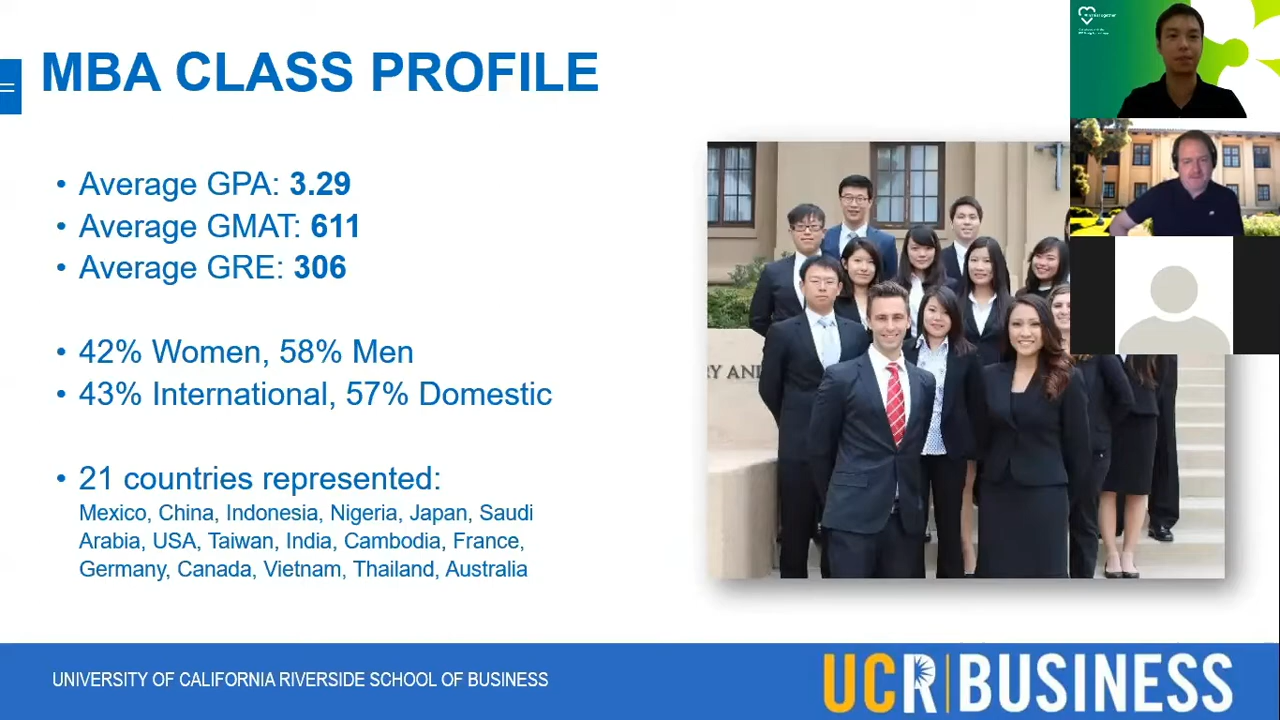 MBA CLASS PROFILE
• Average GPA: 3.29
• Average GMAT: 611
• Average GRE: 306
• 42% Women, 58% Men
• 43% International, 57% Domestic
• 21 countries represented:
Mexico, China, Indonesia, Nigeria, Japan, Saudi
Arabia, USA, Taiwan, India, Cambodia, France,
Germany, Canada, Vietnam, Thailand, Australia
RY AND
UNIVERSITY OF CALIFORNIA RIVERSIDE SCHOOL OF BUSINESS
UCR BUSINESS